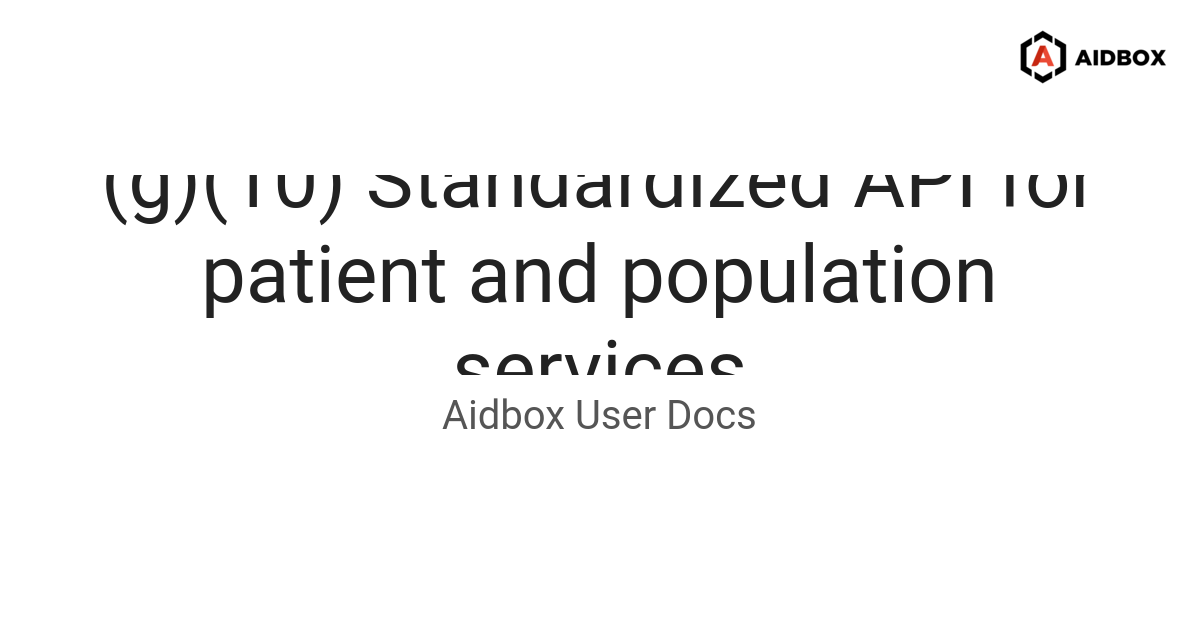 AIDBOX
(g)(10) Standardized API for
patient and population
services
Aidbox User Docs